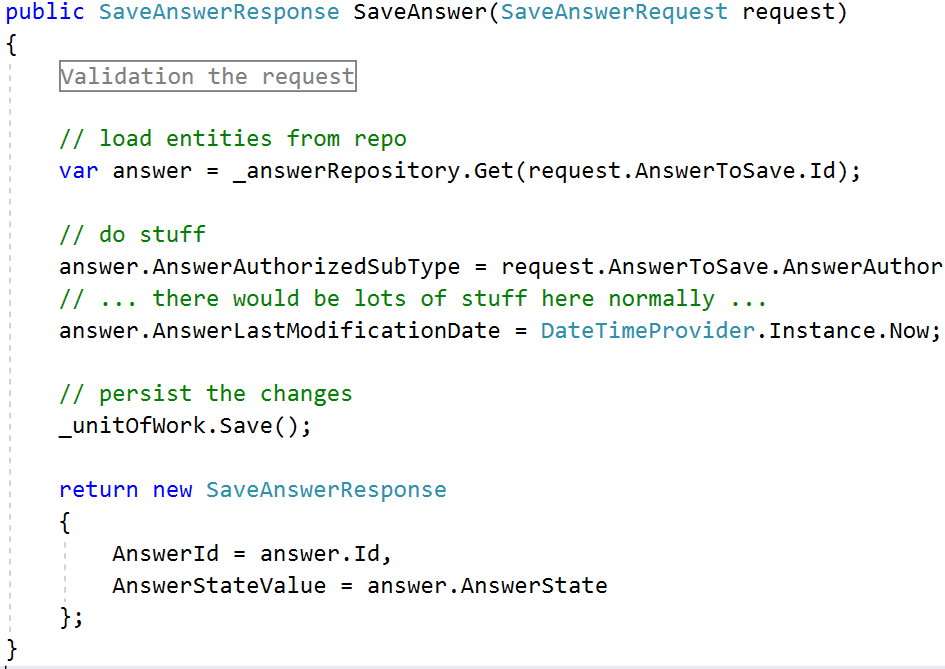 public SaveAnswerResponse SaveAnswer(SaveAnswerRequest request)
{
Validation the request
// load entities from repo
var answer = _answerRepository.Get(request.AnswerToSave.Id);
// do stuff
answer.AnswerAuthorizedSubType = request.AnswerToSave.AnswerAuthor
// ... there would be lots of stuff here normally ...
answer.AnswerLastModificationDate = DateTimeProvider.Instance.Now;
// persist the changes
_unitOfWork.Save();
return new SaveAnswerResponse
{
AnswerId = answer.Id,
AnswerStateValue = answer.AnswerState
};
}